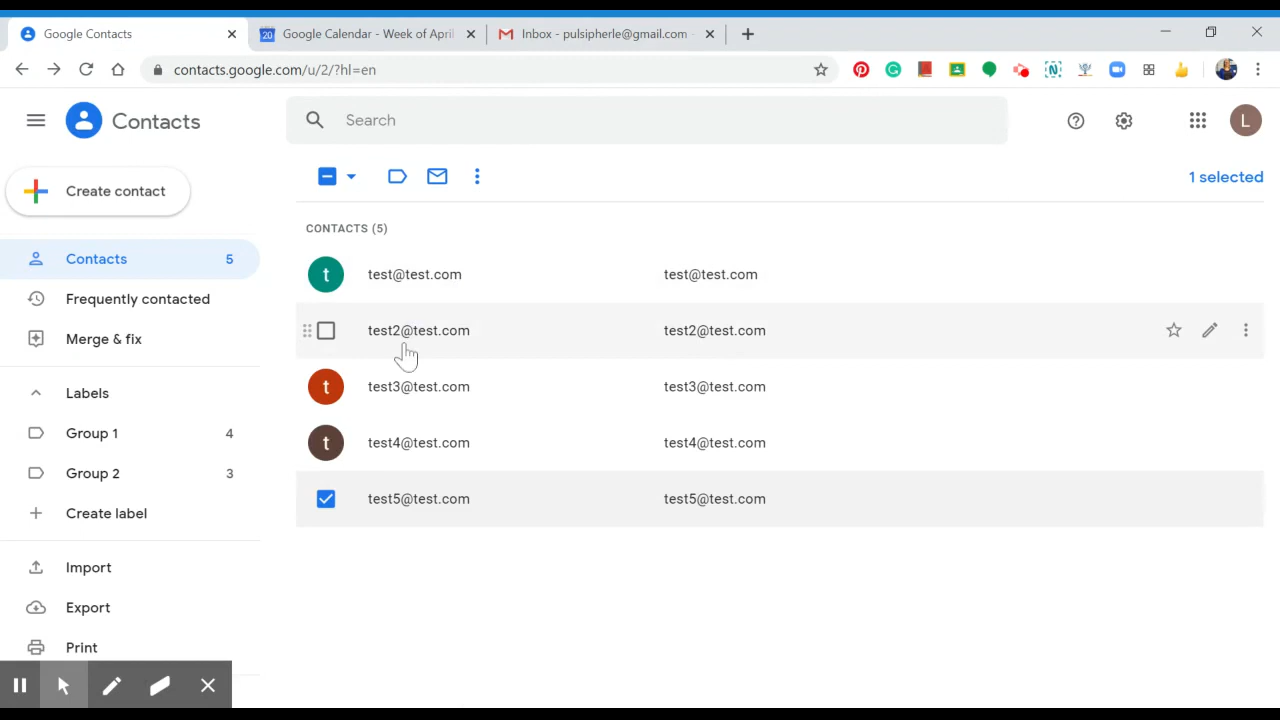 Google Contacts
Google Calendar - Week of April
Inbox - pulsipherle@gmail.com -
contacts.google.com/u/2/?hl=en
Contacts
Search
L
Create contact
1 selected
CONTACTS (5)
Contacts 5
t test@test.com test@test.com
Frequently contacted
test2@test.com test2@test.com
Merge & fix
t test3@test.com test3@test.com
Labels
Group 1 4
t test4@test.com test4@test.com
Group 2 3
test5@test.com test5@test.com
Create label
Import
Export
Print